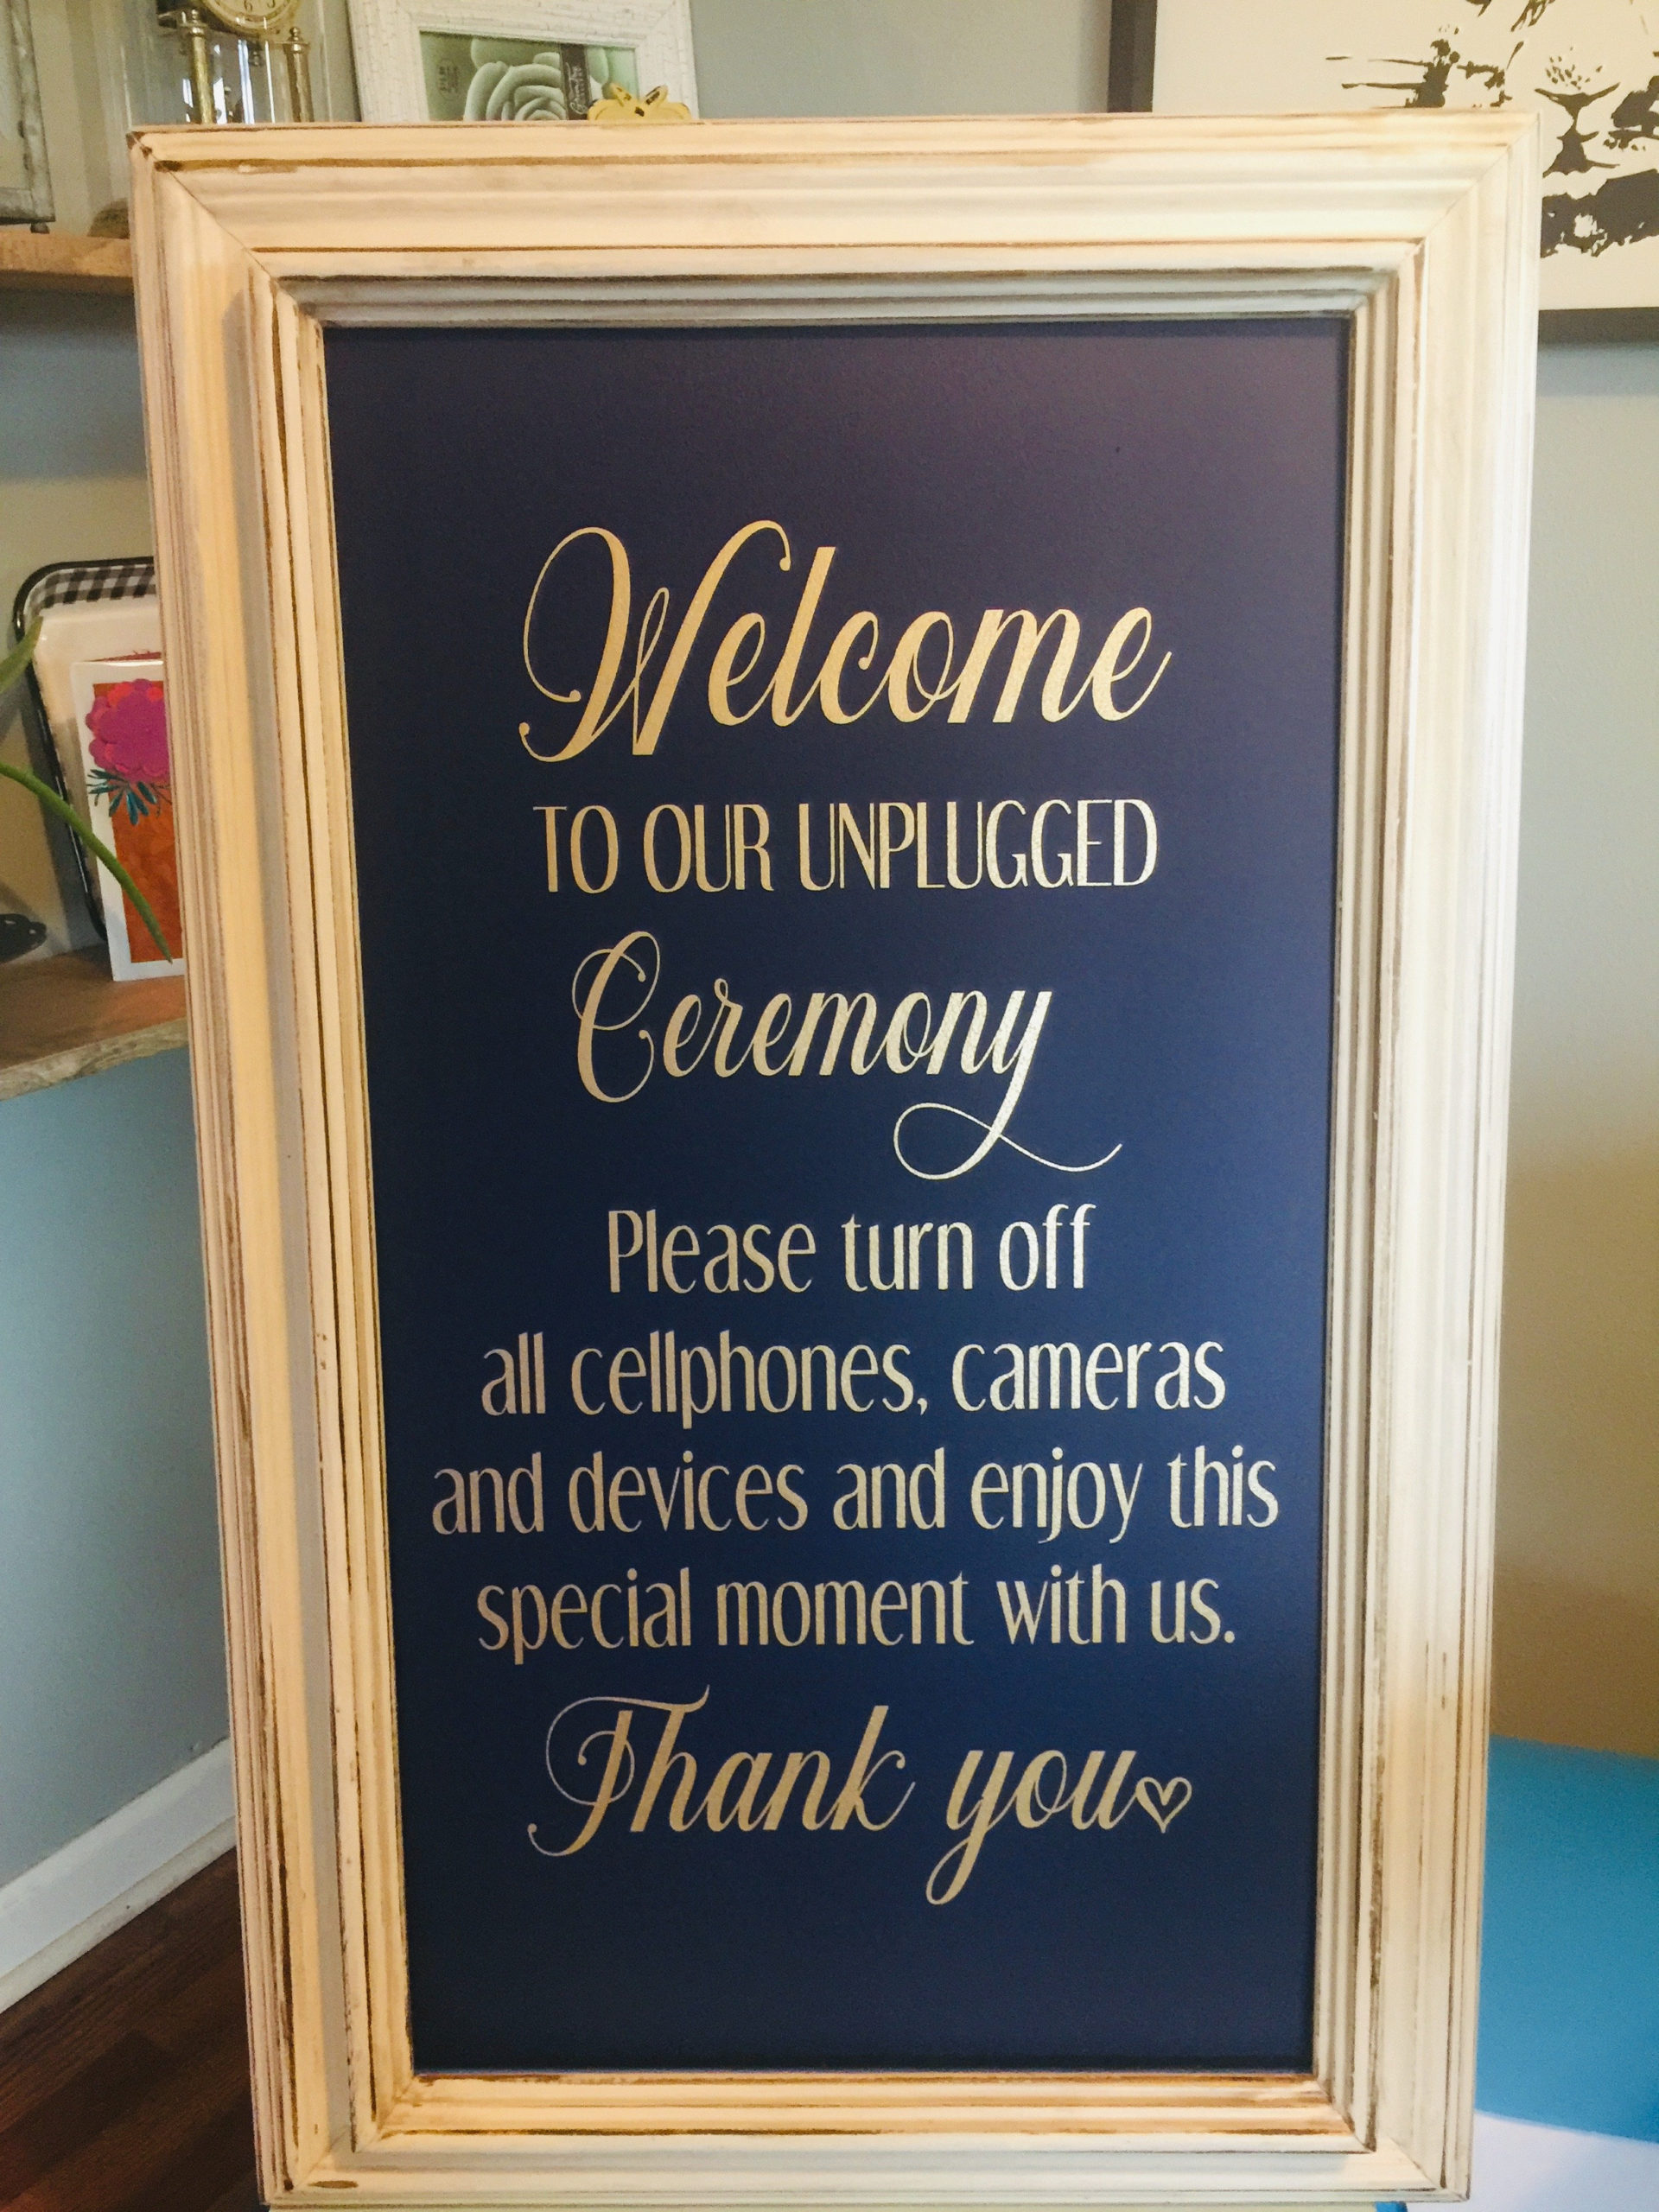 Welcome
TO OUR UNPLUGGED
Ceremony
Please turn off
all cellphones, cameras
and devices and enjoy this
special moment with us.
Thank you♡